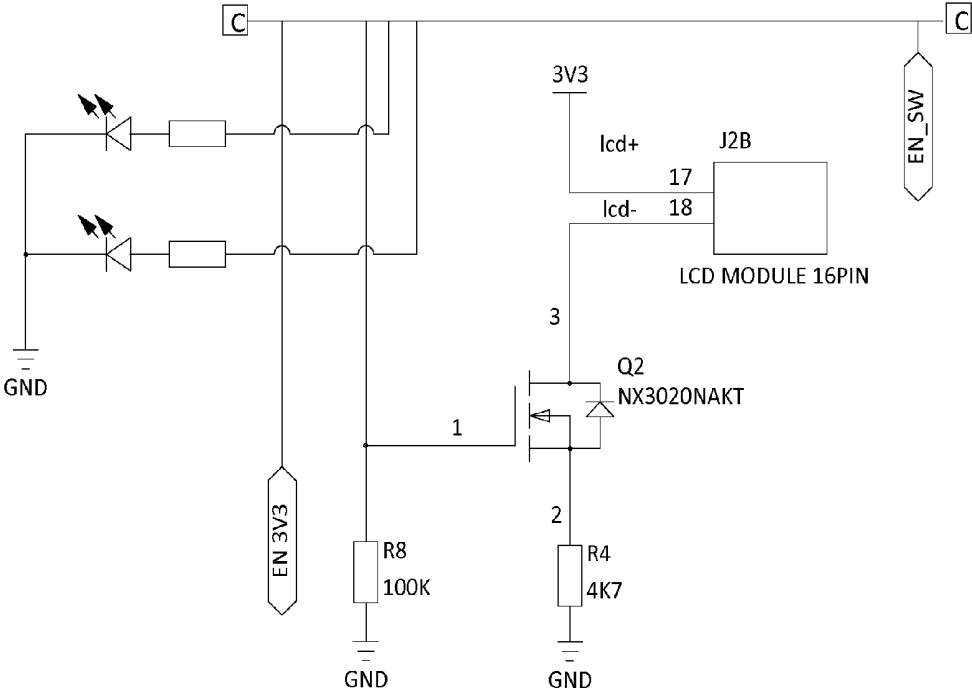 C
C
3V3
EN_SW
lcd+
J2B
17
lcd-
18
LCD MODULE 16PIN
3
GND
Q2
NX3020NAKT
1
EN 3V3
2
R8
100K
R4
4K7
GND
GND